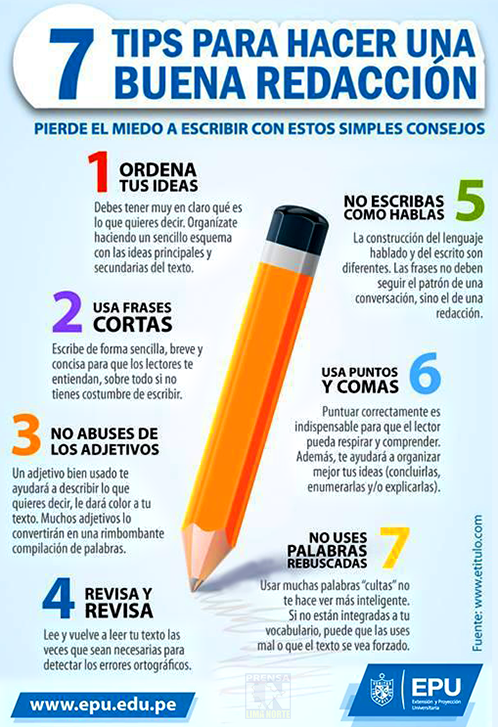 7 TIPS PARA HACER UNA
BUENA REDACCIÓN
PIERDE EL MIEDO A ESCRIBIR CON ESTOS SIMPLES CONSEJOS
1 ORDENA
TUS IDEAS
Debes tener muy en claro qué es
lo que quieres decir. Organízate
haciendo un sencillo esquema
con las ideas principales y
secundarias del texto.
2 USA FRASES
CORTAS
Escribe de forma sencilla, breve y
concisa para que los lectores te
entiendan, sobre todo si no
tienes costumbre de escribir.
3 NO ABUSES DE
LOS ADJETIVOS
Un adjetivo bien usado te
ayudará a describir lo que
quieres decir, le dará color a tu
texto. Muchos adjetivos lo
convertirán en una rimbombante
compilación de palabras.
4 REVISA Y
REVISA
Lee y vuelve a leer tu texto las
veces que sean necesarias para
detectar los errores ortográficos.
NO ESCRIBAS
COMO HABLAS 5
La construcción del lenguaje
hablado y del escrito son
diferentes. Las frases no deben
seguir el patrón de una
conversación, sino el de una
redacción.
USA PUNTOS
Y COMAS 6
Puntuar correctamente es
indispensable para que el lector
pueda respirar y comprender.
Además, te ayudará a organizar
mejor tus ideas (concluirlas,
enumerarlas y/o explicarlas).
NO USES
PALABRAS
REBUSCADAS 7
Usar muchas palabras “cultas” no
te hace ver más inteligente.
Si no están integradas a tu
vocabulario, puede que las uses
mal o que el texto se vea forzado.
Fuente: www.etitulo.com
PRENSA
LIMA NORTE
www.epu.edu.pe
EPU
Extensión y Proyección
Universitaria